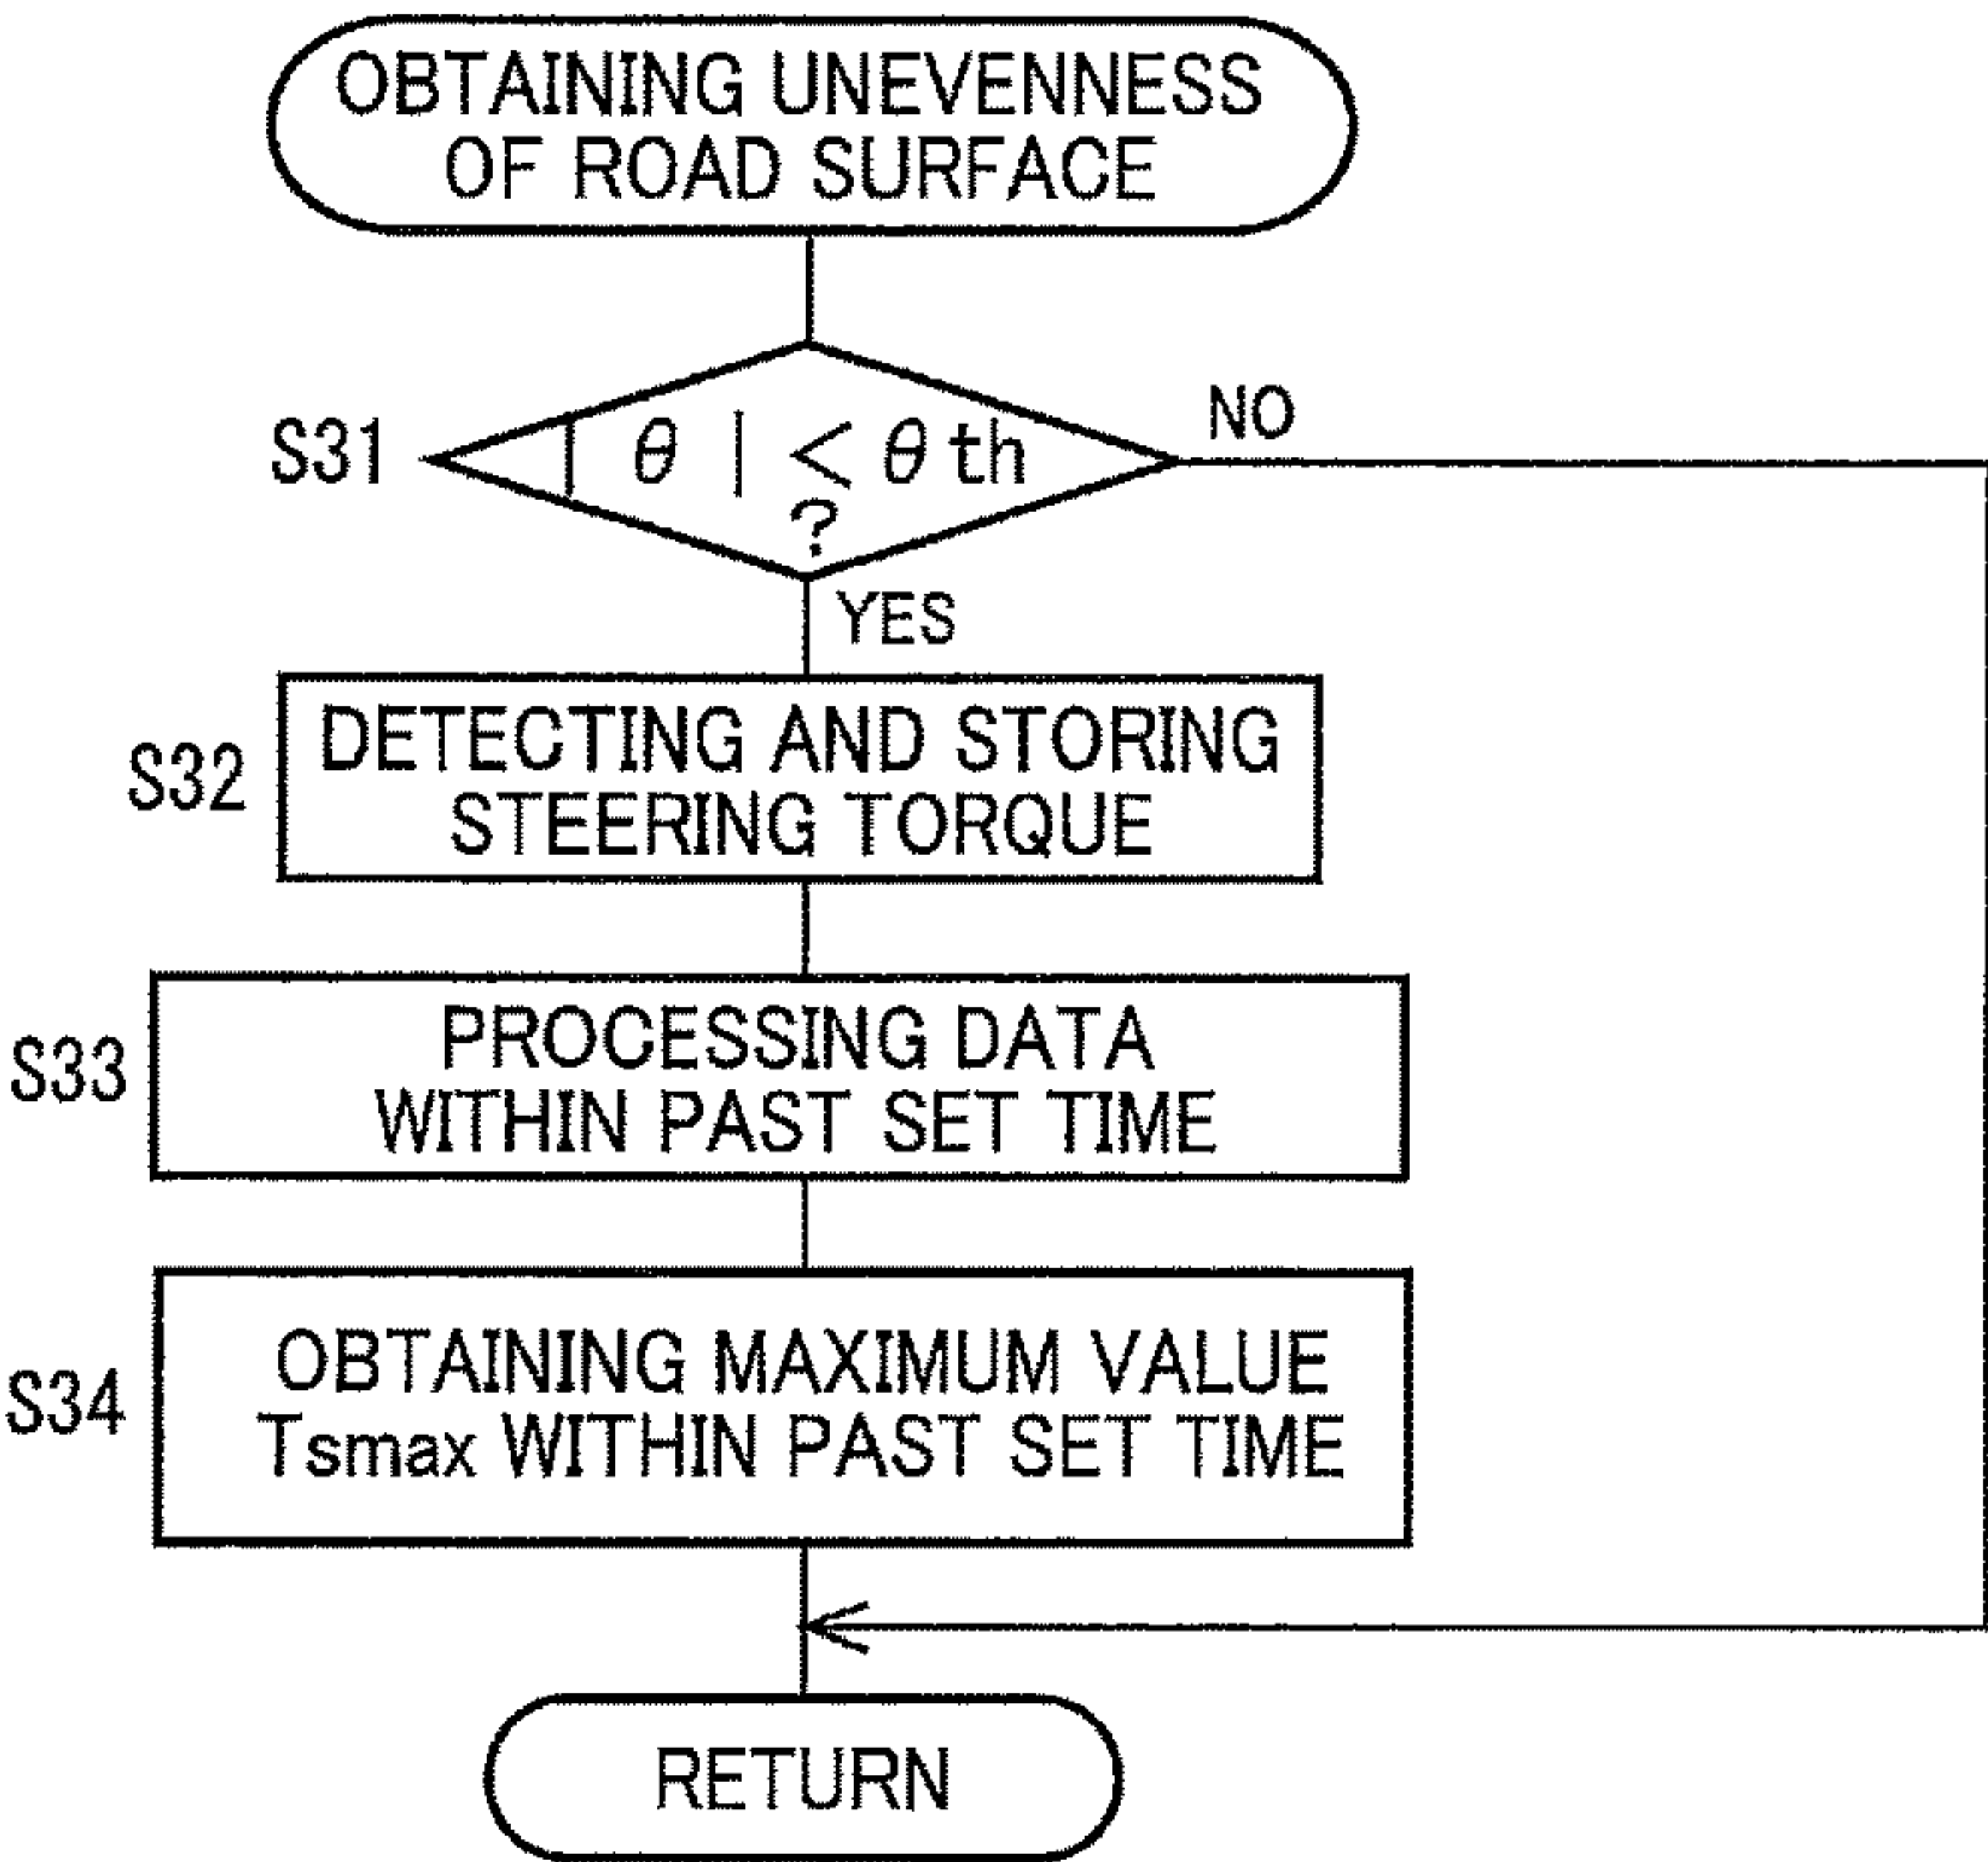 OBTAINING UNEVENNESS
OF ROAD SURFACE
S31
| θ | < θ th
?
NO
YES
S32
DETECTING AND STORING
STEERING TORQUE
S33
PROCESSING DATA
WITHIN PAST SET TIME
S34
OBTAINING MAXIMUM VALUE
Tsmax WITHIN PAST SET TIME
RETURN